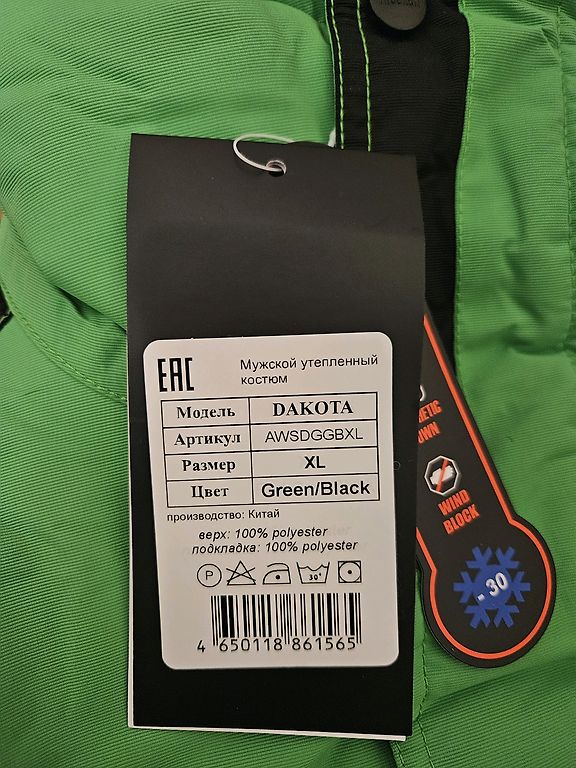 EAC
Мужской утепленный
костюм
Модель DAKOTA
Артикул AWSDGGBXL
Размер XL
Цвет Green/Black
производство: Китай
верх: 100% polyester
подкладка: 100% polyester
P
30°
4 650118 861565
WIND
BLOCK
- 30